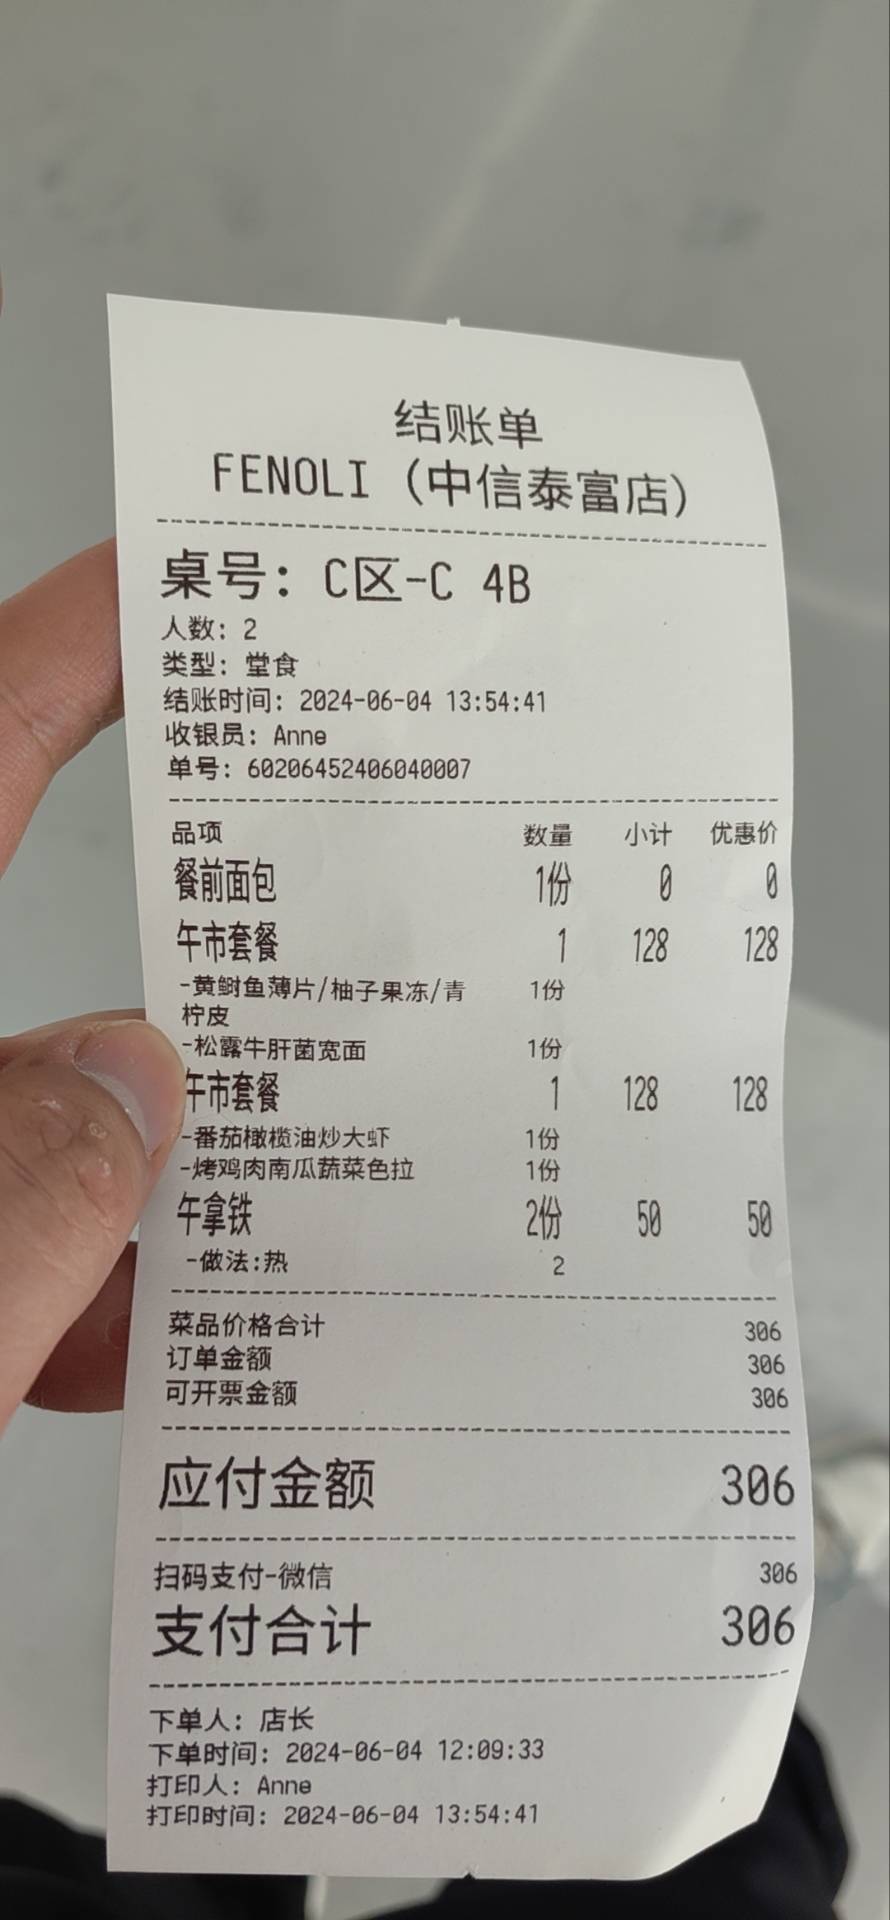 结账单
FENOLI (中信泰富店)
桌号: C区-C 4B
人数: 2
类型: 堂食
结账时间: 2024-06-04 13:54:41
收银员: Anne
单号: 60206452406040007
品项 数量 小计 优惠价
餐前面包 1份 0 0
午市套餐 1 128 128
-黄鰤鱼薄片/柚子果冻/青 1份
柠皮
-松露牛肝菌宽面 1份
午市套餐 1 128 128
-番茄橄榄油炒大虾 1份
-烤鸡肉南瓜蔬菜色拉 1份
午拿铁 2份 50 50
-做法:热 2
菜品价格合计 306
订单金额 306
可开票金额 306
应付金额 306
扫码支付-微信 306
支付合计 306
下单人: 店长
下单时间: 2024-06-04 12:09:33
打印人: Anne
打印时间: 2024-06-04 13:54:41